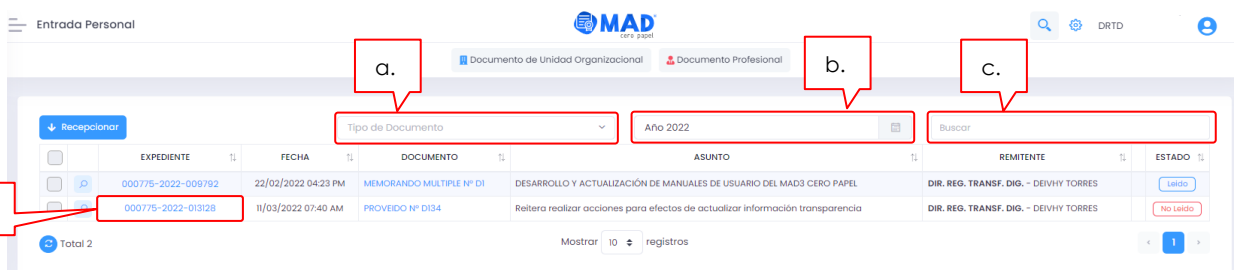 Entrada Personal
MAD
cero papel
DRTD
Documento de Unidad Organizacional
Documento Profesional
a.
b.
c.
Recepcionar
Tipo de Documento
Año 2022
Buscar
EXPEDIENTE FECHA DOCUMENTO ASUNTO REMITENTE ESTADO
000775-2022-009792 22/02/2022 04:23 PM MEMORANDO MULTIPLE N° D1 DESARROLLO Y ACTUALIZACIÓN DE MANUALES DE USUARIO DEL MAD3 CERO PAPEL DIR. REG. TRANSF. DIG. - DEIVHY TORRES Leido
000775-2022-013128 11/03/2022 07:40 AM PROVEIDO N° D134 Reitera realizar acciones para efectos de actualizar información transparencia DIR. REG. TRANSF. DIG. - DEIVHY TORRES No Leido
Total 2
Mostrar 10 registros
1